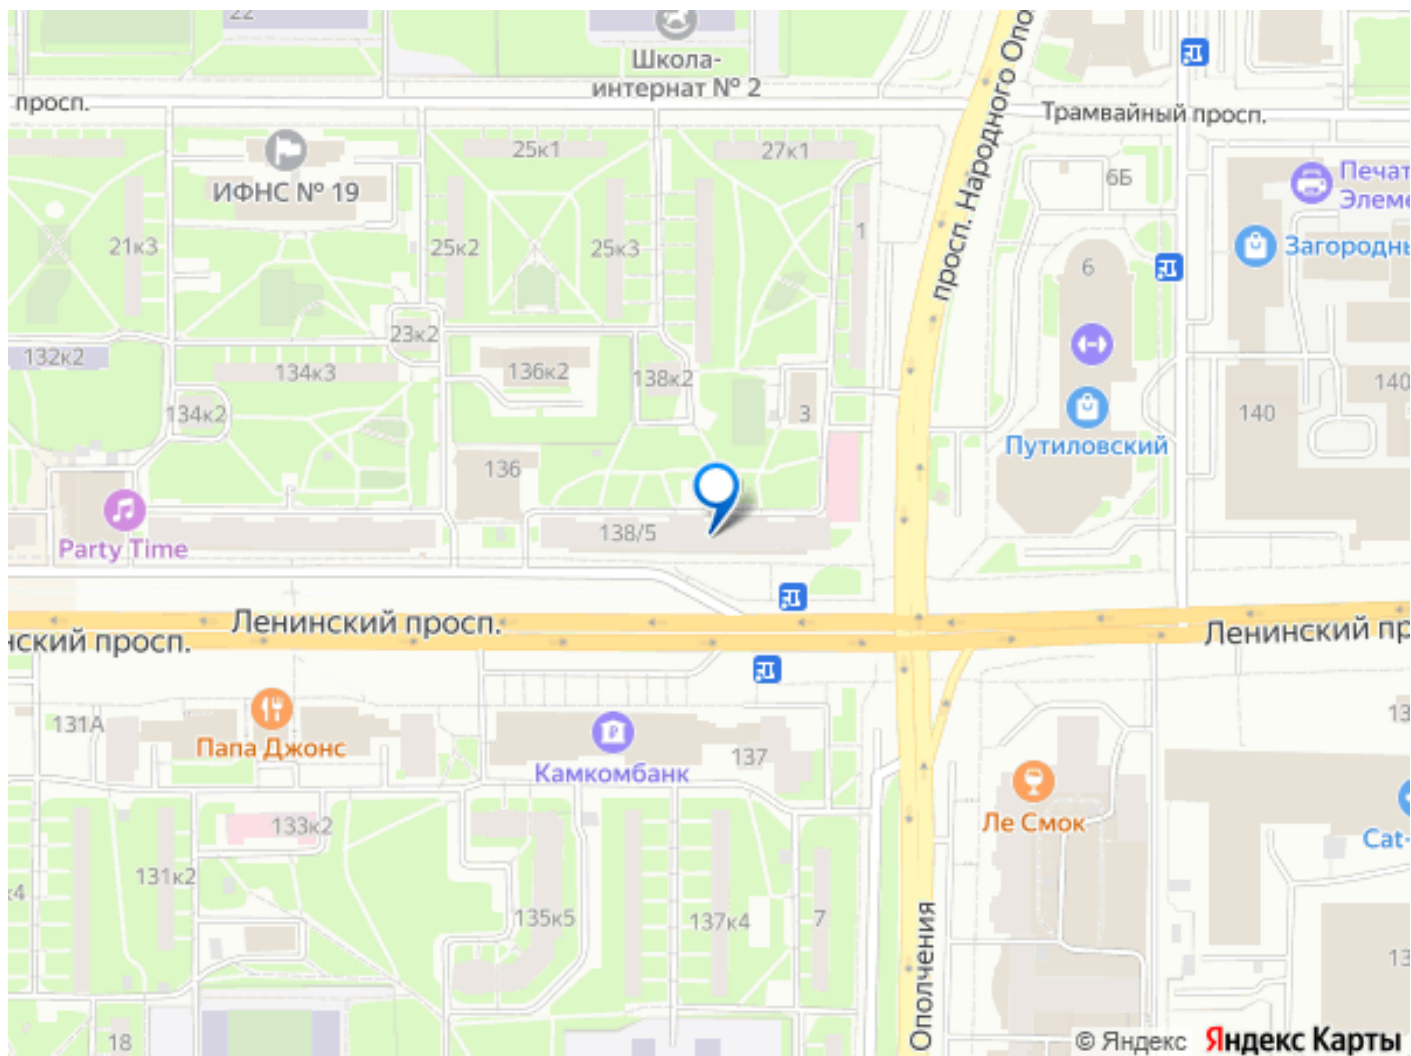 22
Школа-
интернат № 2
просп.
Трамвайный просп.
просп. Народного Опо
25к1
27к1
ИФНС № 19
6Б
Печат
Элеме
21к3
25к2
25к3
1
6
Загородны
23к2
132к2
134к3
136к2
138к2
140
134к2
3
140
Путиловский
136
Party Time
138/5
Ленинский просп.
нский просп.
Ленинский пр
131А
Папа Джонс
Камкомбанк
137
13
Ле Смок
133к2
Cat-
131к2
к4
135к5
137к4
7
Ополчения
13
18
© Яндекс
Яндекс Карты